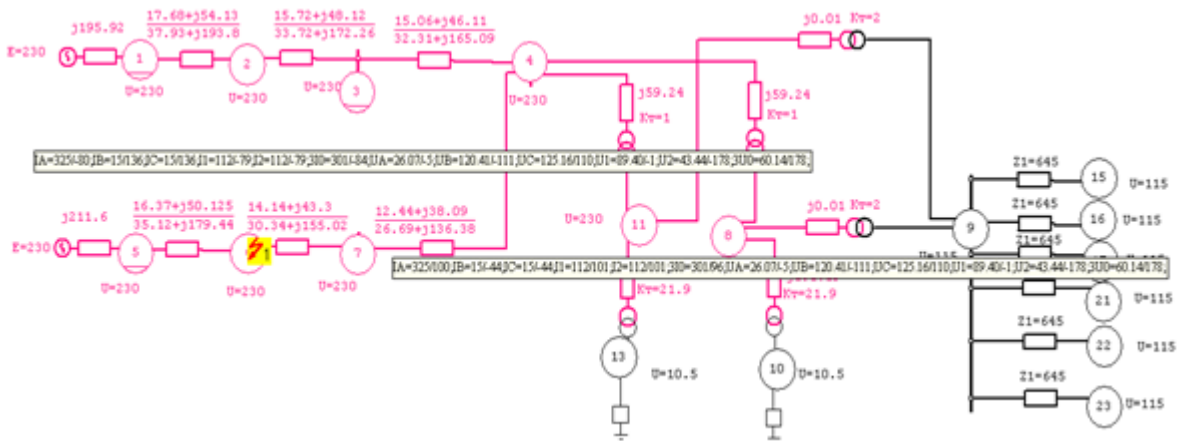 j195.92
17.68+j54.13
37.93+j193.8
15.72+j48.12
33.72+j172.26
15.06+j46.11
32.31+j165.09
j0.01 Kт=2
E=230
1
2
3
4
U=230
U=230
U=230
U=230
j59.24
Kт=1
j59.24
Kт=1
IA=325/-80,IB=15/136,IC=15/136,I1=112/-79,I2=112/-79,3I0=301/-84,UA=26.07/-5,UB=120.41/-111,UC=125.16/110,U1=89.40/-1,U2=43.44/-178,3U0=60.14/178,
j211.6
16.37+j50.125
35.12+j179.44
14.14+j43.3
30.34+j155.02
12.44+j38.09
26.69+j136.38
E=230
5
1
7
U=230
U=230
U=230
U=230
11
8
j0.01 Kт=2
9
IA=325/100,IB=15/-44,IC=15/-44,I1=112/101,I2=112/101,3I0=301/96,UA=26.07/-5,UB=120.41/-111,UC=125.16/110,U1=89.40/-1,U2=43.44/-178,3U0=60.14/178,
Kт=21.9
Kт=21.9
13
U=10.5
10
U=10.5
Z1=645
15
U=115
Z1=645
16
U=115
Z1=645
21
U=115
Z1=645
22
U=115
Z1=645
23
U=115